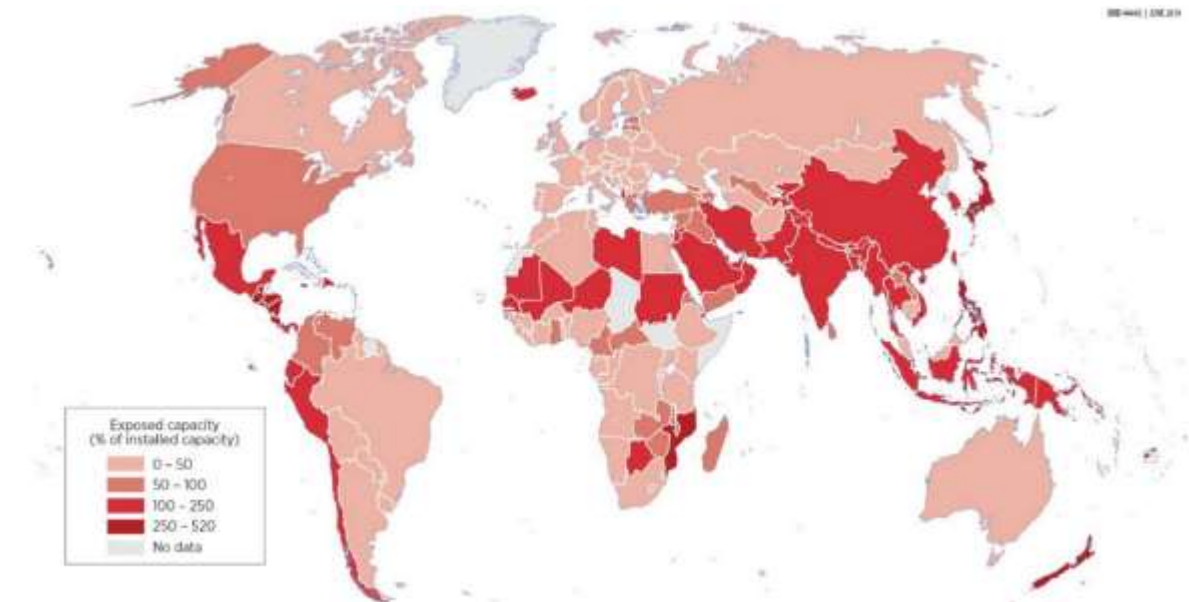 Exposed capacity
(% of installed capacity)
0 – 50
50 – 100
100 – 250
250 – 520
No data